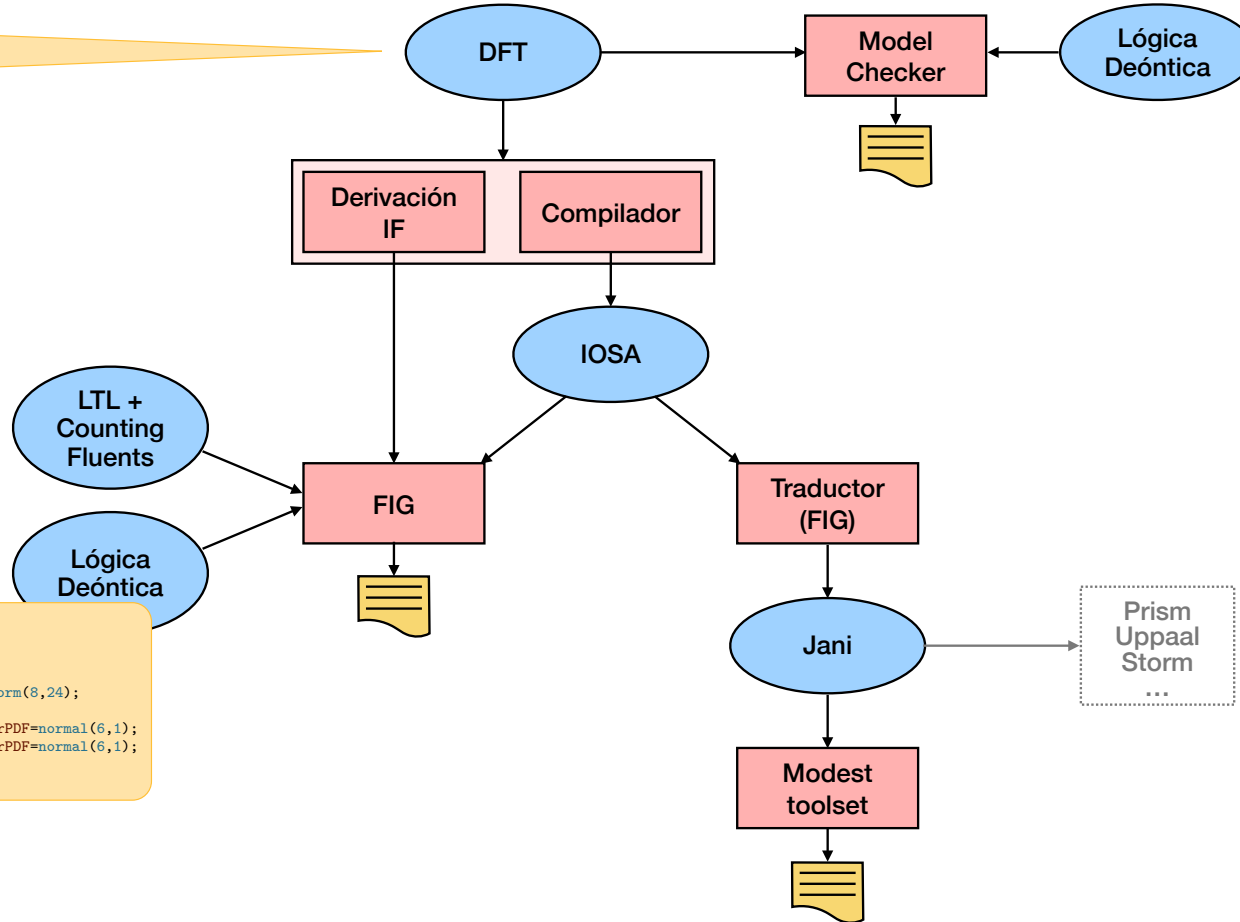 DFT
Model
Checker
Lógica
Deóntica
Derivación
IF
Compilador
IOSA
LTL +
Counting
Fluents
FIG
Traductor
(FIG)
Lógica
Deóntica
Jani
Prism
Uppaal
Storm
...
orm(8,24);
rPDF=normal(6,1);
rPDF=normal(6,1);
Modest
toolset